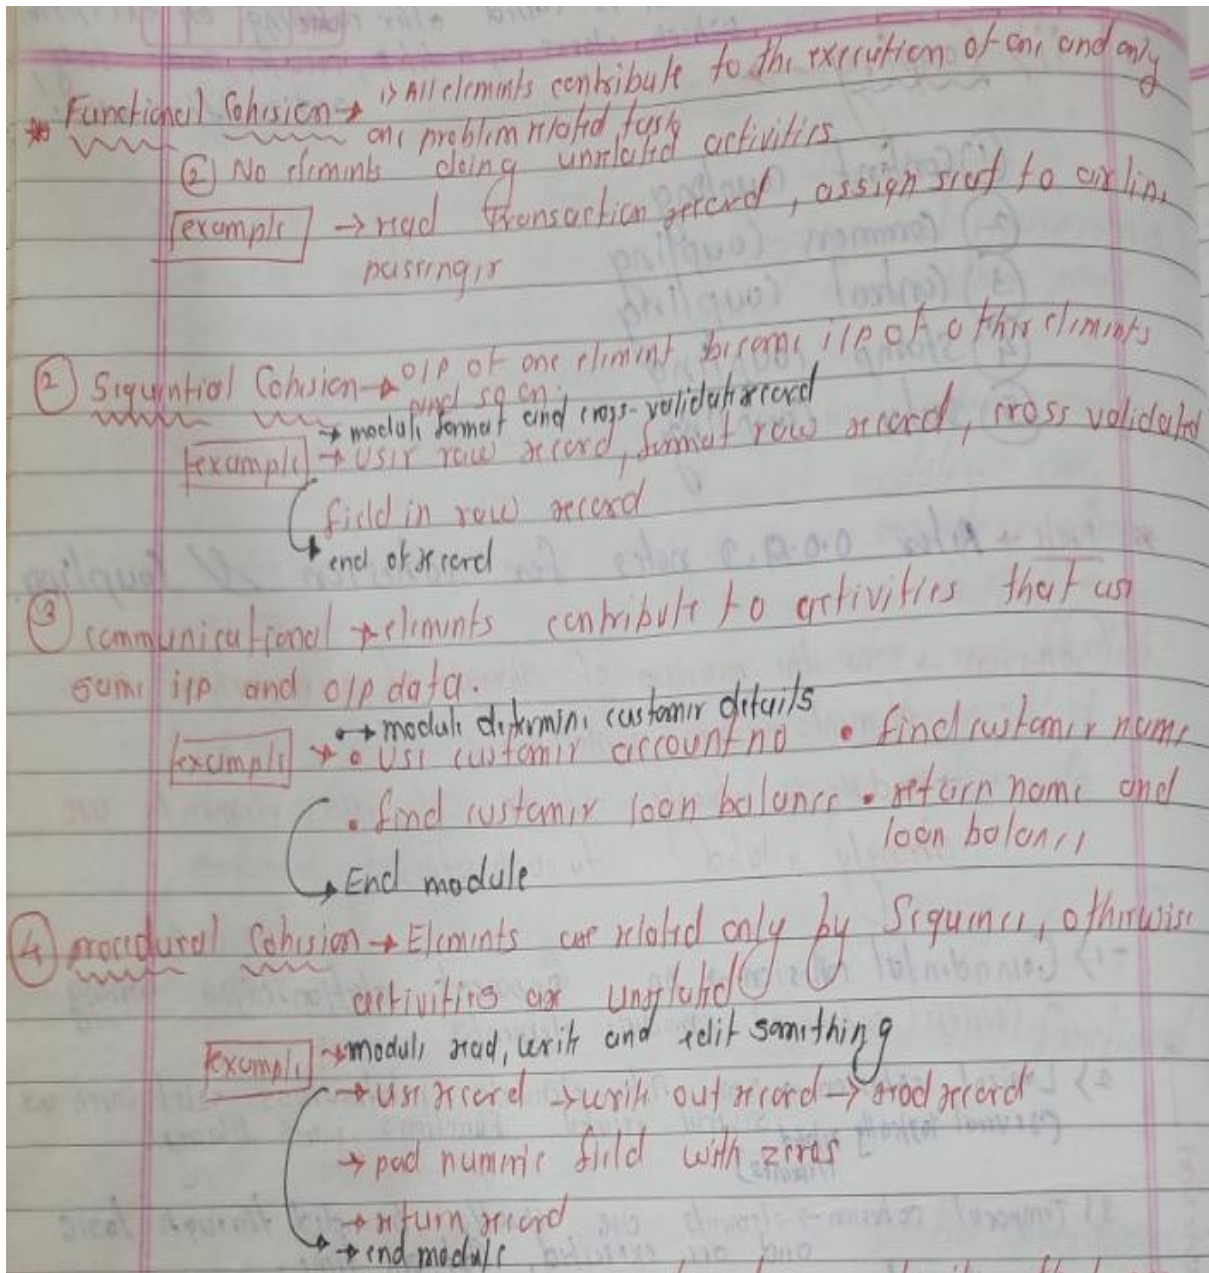 Functional Cohesion → 1) All elements contribute to the execution of one and only
one problem related task
② No elements doing unrelated activities
example → read transaction record, assign seat to airline
passenger
② Sequential Cohesion → O/P of one element become i/p of other elements
and so on.
→ module format and cross-validate record
example → user raw record, format raw record, cross validated
field in raw record
→ end of record
③ communicational → elements contribute to activities that use
same i/p and o/p data.
→ module determine customer details
example → • Use customer account no • find customer name
• find customer loan balance • return name and
loan balance
→ End module
④ procedural Cohesion → Elements are related only by Sequence, otherwise
activities are unrelated
example → module read, write and edit something
→ use record → write out record → read record
→ pad numeric field with zeros
→ return record
→ end module